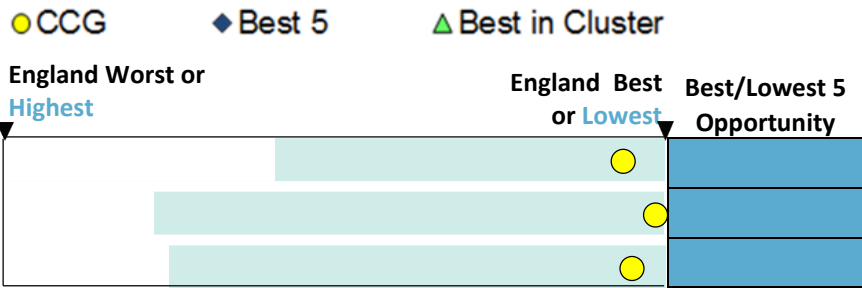 CCG Best 5 Best in Cluster
England Worst or
Highest
England Best
or Lowest
Best/Lowest 5
Opportunity